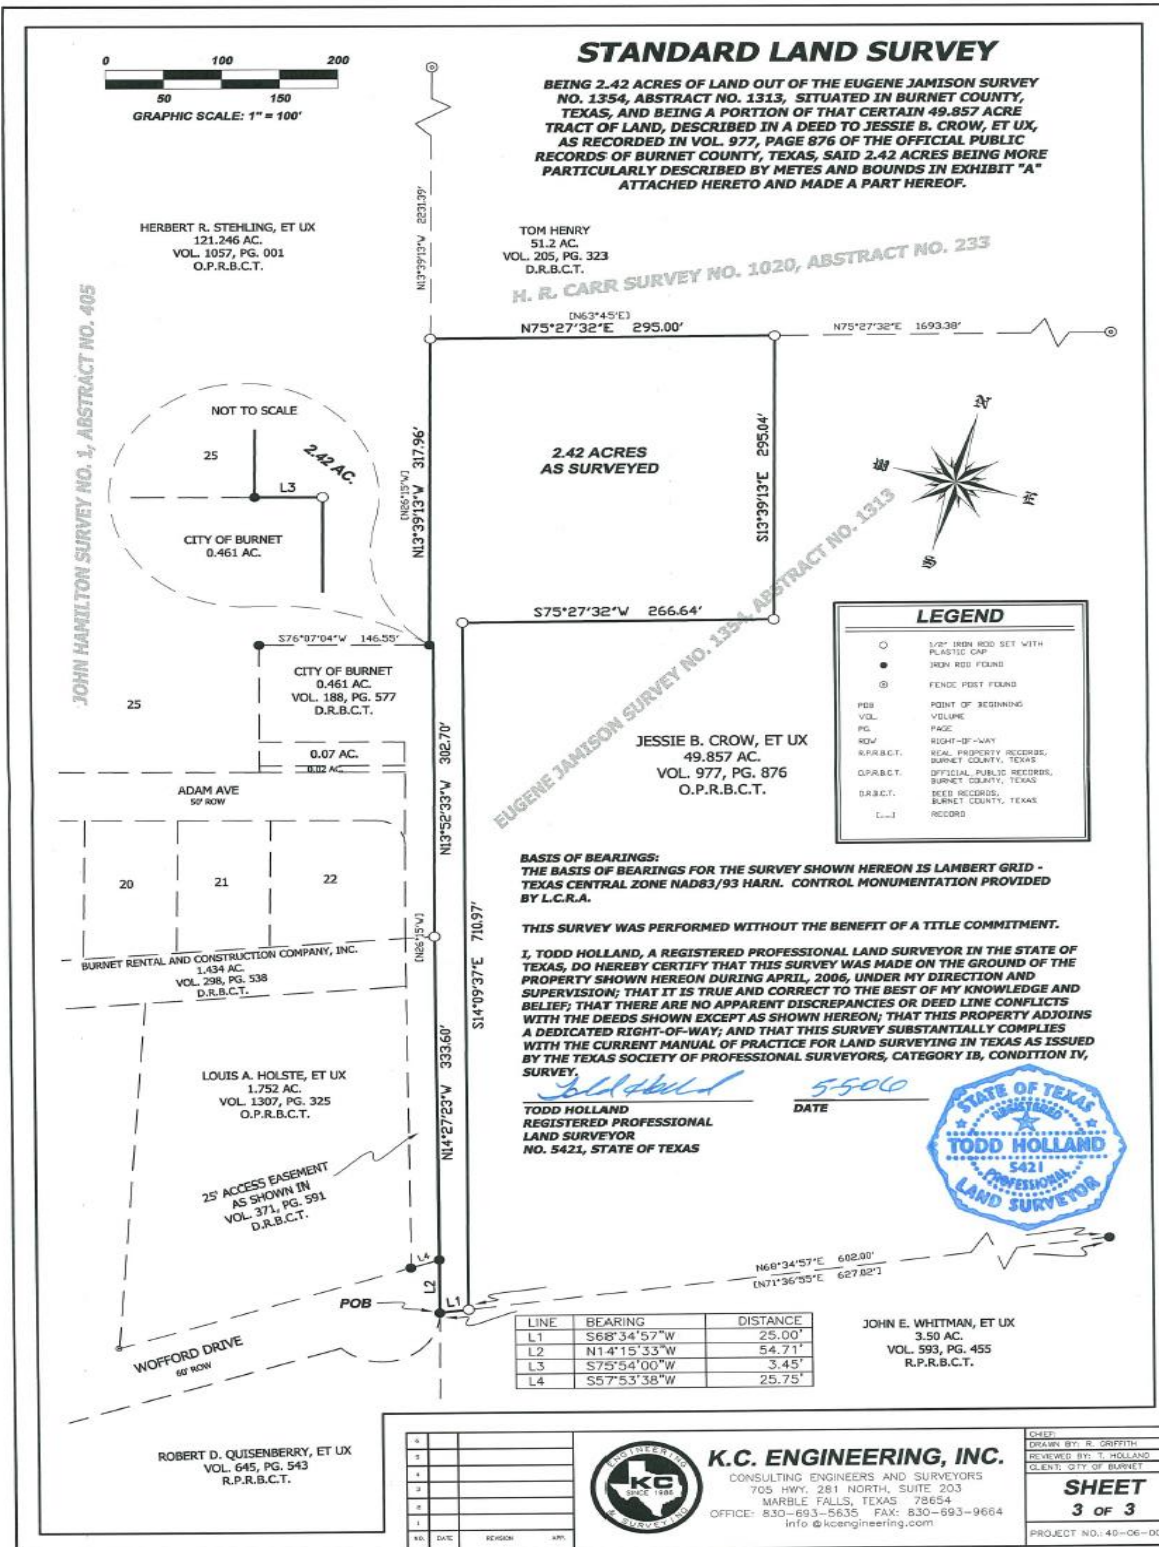 0 100 200
50 150
GRAPHIC SCALE: 1" = 100'
STANDARD LAND SURVEY
BEING 2.42 ACRES OF LAND OUT OF THE EUGENE JAMISON SURVEY
NO. 1354, ABSTRACT NO. 1313, SITUATED IN BURNET COUNTY,
TEXAS, AND BEING A PORTION OF THAT CERTAIN 49.857 ACRE
TRACT OF LAND, DESCRIBED IN A DEED TO JESSIE B. CROW, ET UX,
AS RECORDED IN VOL. 977, PAGE 876 OF THE OFFICIAL PUBLIC
RECORDS OF BURNET COUNTY, TEXAS, SAID 2.42 ACRES BEING MORE
PARTICULARLY DESCRIBED BY METES AND BOUNDS IN EXHIBIT "A"
ATTACHED HERETO AND MADE A PART HEREOF.
HERBERT R. STEHLING, ET UX
121.246 AC.
VOL. 1057, PG. 001
O.P.R.B.C.T.
N13°39'13"W 2231.39'
TOM HENRY
51.2 AC.
VOL. 205, PG. 323
D.R.B.C.T.
H. R. CARR SURVEY NO. 1020, ABSTRACT NO. 233
JOHN HAMILTON SURVEY NO. 1, ABSTRACT NO. 405
[N63°45'E]
N75°27'32"E 295.00'
N75°27'32"E 1693.38'
NOT TO SCALE
25
2.42 AC.
L3
CITY OF BURNET
0.461 AC.
[N26°15'W]
N13°39'13"W 317.96'
2.42 ACRES
AS SURVEYED
S13°39'13"E 295.04'
N
W
E
S
S75°27'32"W 266.64'
EUGENE JAMISON SURVEY NO. 1354, ABSTRACT NO. 1313
S76°07'04"W 146.55'
CITY OF BURNET
0.461 AC.
VOL. 188, PG. 577
D.R.B.C.T.
25
0.07 AC.
0.02 AC.
ADAM AVE
50' ROW
N13°52'33"W 302.70'
JESSIE B. CROW, ET UX
49.857 AC.
VOL. 977, PG. 876
O.P.R.B.C.T.
LEGEND
1/2" IRON ROD SET WITH
PLASTIC CAP
IRON ROD FOUND
FENCE POST FOUND
POB POINT OF BEGINNING
VOL. VOLUME
PG. PAGE
ROW RIGHT-OF-WAY
R.P.R.B.C.T. REAL PROPERTY RECORDS,
BURNET COUNTY, TEXAS
O.P.R.B.C.T. OFFICIAL PUBLIC RECORDS,
BURNET COUNTY, TEXAS
D.R.B.C.T. DEED RECORDS,
BURNET COUNTY, TEXAS
[...] RECORD
20 21 22
[N26°15'W]
BURNET RENTAL AND CONSTRUCTION COMPANY, INC.
1.434 AC.
VOL. 298, PG. 538
D.R.B.C.T.
S14°09'37"E 710.97'
BASIS OF BEARINGS:
THE BASIS OF BEARINGS FOR THE SURVEY SHOWN HEREON IS LAMBERT GRID -
TEXAS CENTRAL ZONE NAD83/93 HARN. CONTROL MONUMENTATION PROVIDED
BY L.C.R.A.
THIS SURVEY WAS PERFORMED WITHOUT THE BENEFIT OF A TITLE COMMITMENT.
I, TODD HOLLAND, A REGISTERED PROFESSIONAL LAND SURVEYOR IN THE STATE OF
TEXAS, DO HEREBY CERTIFY THAT THIS SURVEY WAS MADE ON THE GROUND OF THE
PROPERTY SHOWN HEREON DURING APRIL, 2006, UNDER MY DIRECTION AND
SUPERVISION; THAT IT IS TRUE AND CORRECT TO THE BEST OF MY KNOWLEDGE AND
BELIEF; THAT THERE ARE NO APPARENT DISCREPANCIES OR DEED LINE CONFLICTS
WITH THE DEEDS SHOWN EXCEPT AS SHOWN HEREON; THAT THIS PROPERTY ADJOINS
A DEDICATED RIGHT-OF-WAY; AND THAT THIS SURVEY SUBSTANTIALLY COMPLIES
WITH THE CURRENT MANUAL OF PRACTICE FOR LAND SURVEYING IN TEXAS AS ISSUED
BY THE TEXAS SOCIETY OF PROFESSIONAL SURVEYORS, CATEGORY IB, CONDITION IV,
SURVEY.
Todd Holland 5-5-06
TODD HOLLAND DATE
REGISTERED PROFESSIONAL
LAND SURVEYOR
NO. 5421, STATE OF TEXAS
STATE OF TEXAS
REGISTERED
TODD HOLLAND
5421
PROFESSIONAL
LAND SURVEYOR
LOUIS A. HOLSTE, ET UX
1.752 AC.
VOL. 1307, PG. 325
O.P.R.B.C.T.
N14°27'23"W 333.60'
25' ACCESS EASEMENT
AS SHOWN IN
VOL. 371, PG. 591
D.R.B.C.T.
L4
L2
L1
POB
N68°34'57"E 602.00'
[N71°36'55"E 627.02']
WOFFORD DRIVE
60' ROW
LINE BEARING DISTANCE
L1 S68°34'57"W 25.00'
L2 N14°15'33"W 54.71'
L3 S75°54'00"W 3.45'
L4 S57°53'38"W 25.75'
JOHN E. WHITMAN, ET UX
3.50 AC.
VOL. 593, PG. 455
R.P.R.B.C.T.
ROBERT D. QUISENBERRY, ET UX
VOL. 645, PG. 543
R.P.R.B.C.T.
6
5
4
3
2
1
NO. DATE REVISION APP.
ENGINEERING
KC
SINCE 1986
& SURVEYING
K.C. ENGINEERING, INC.
CONSULTING ENGINEERS AND SURVEYORS
705 HWY. 281 NORTH, SUITE 203
MARBLE FALLS, TEXAS 78654
OFFICE: 830-693-5635 FAX: 830-693-9664
info@kcengineering.com
CHIEF:
DRAWN BY: R. GRIFFITH
REVIEWED BY: T. HOLLAND
CLIENT: CITY OF BURNET
SHEET
3 OF 3
PROJECT NO.: 40-06-00